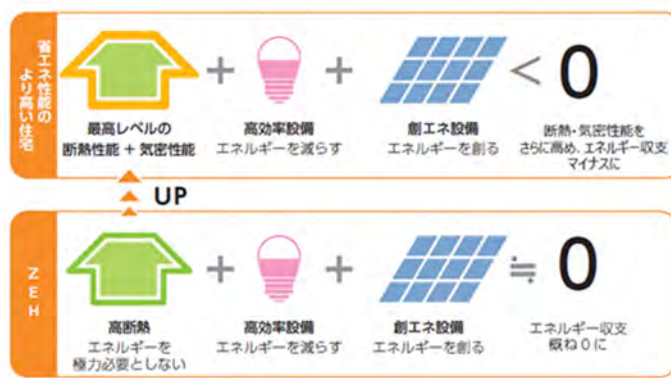 省エネ性能の
より高い住宅
＋
＋
＜
0
最高レベルの
断熱性能 + 気密性能
高効率設備
エネルギーを減らす
創エネ設備
エネルギーを創る
断熱・気密性能を
さらに高め、エネルギー収支
マイナスに
UP
ZEH
＋
＋
≒
0
高断熱
エネルギーを
極力必要としない
高効率設備
エネルギーを減らす
創エネ設備
エネルギーを創る
エネルギー収支
概ね0に